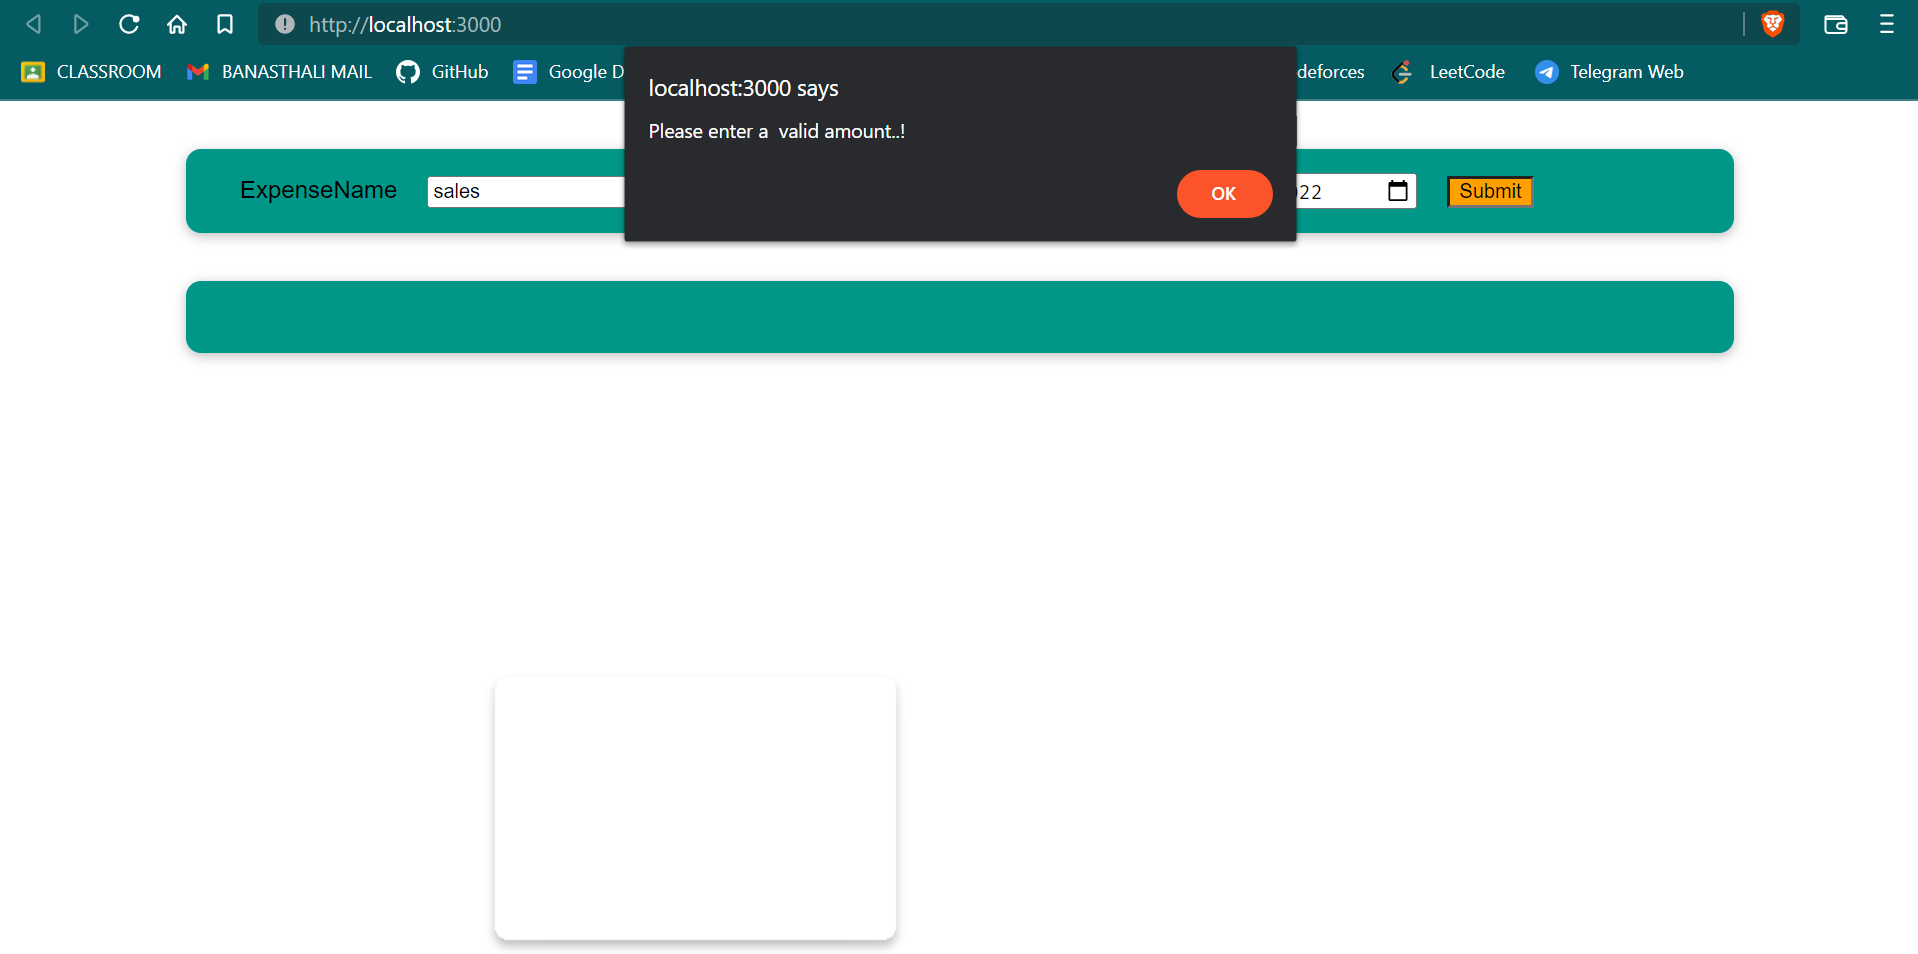 http://localhost:3000
CLASSROOM BANASTHALI MAIL GitHub Google D deforces LeetCode Telegram Web
localhost:3000 says
Please enter a  valid amount..!
OK
ExpenseName sales 022 Submit